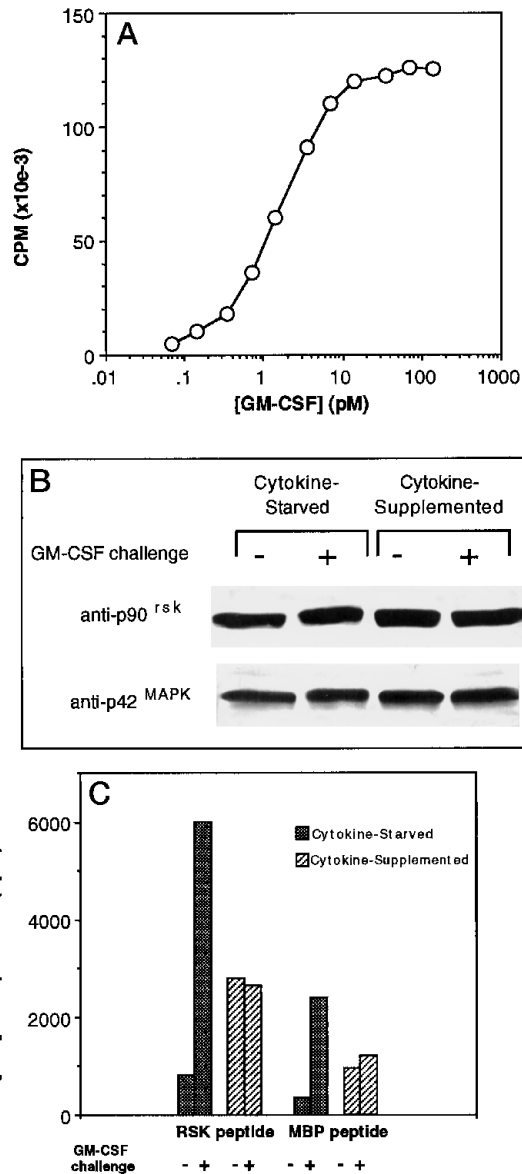 A
CPM (x10e-3)
150
100
50
0
.01 .1 1 10 100 1000
[GM-CSF] (pM)
B
Cytokine-
Starved
Cytokine-
Supplemented
GM-CSF challenge - + - +
anti-p90 rsk
anti-p42 MAPK
C
6000
4000
2000
0
Cytokine-Starved
Cytokine-Supplemented
RSK peptide MBP peptide
GM-CSF
challenge - + - + - + - +